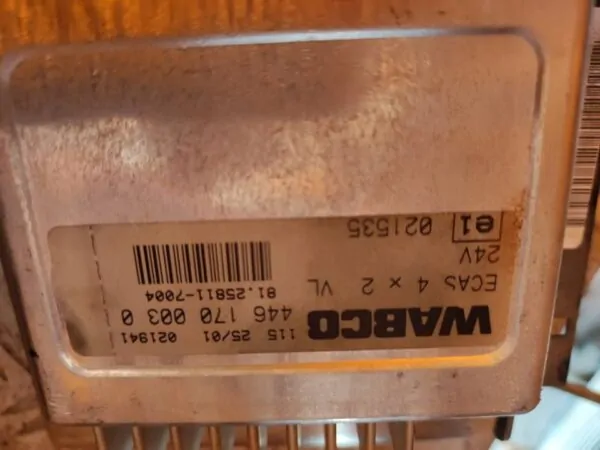 115 25/01 021941
WABCO 446 170 003 0
ECAS 4 × 2 VL 81.25811-7004
24V
e1 021535